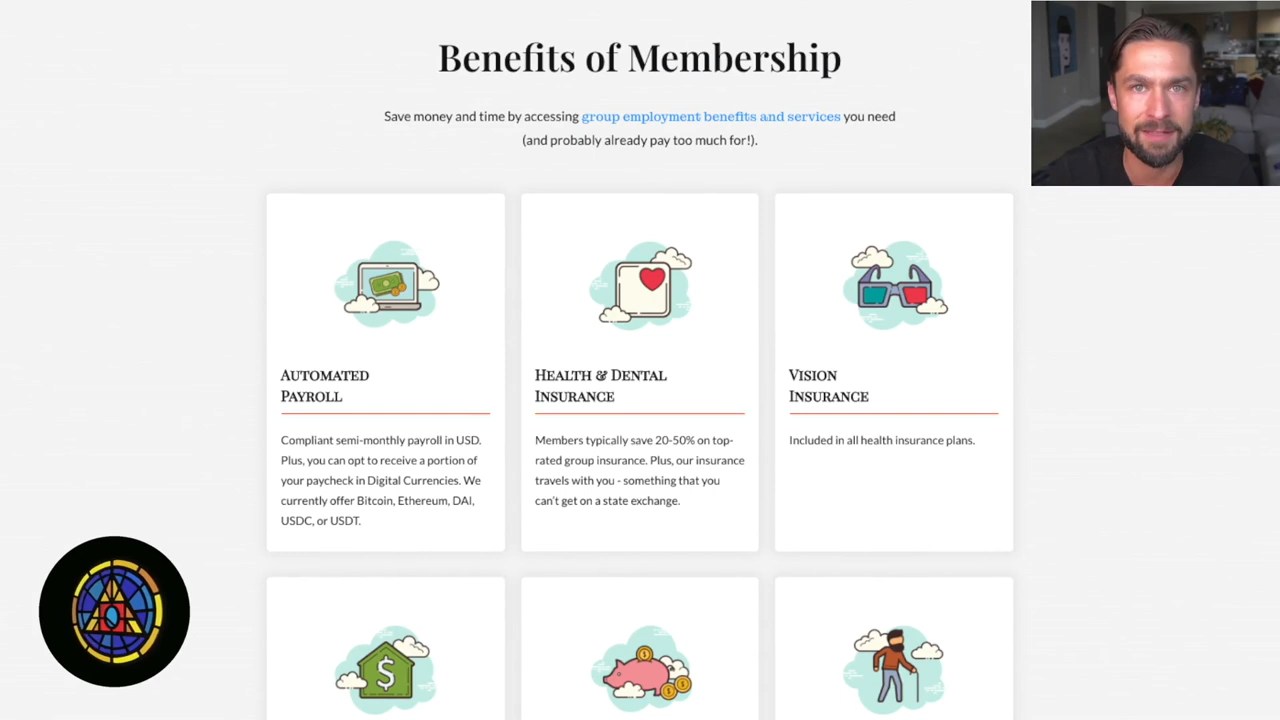 Benefits of Membership
Save money and time by accessing group employment benefits and services you need
(and probably already pay too much for!).
Automated
Payroll
Compliant semi-monthly payroll in USD.
Plus, you can opt to receive a portion of
your paycheck in Digital Currencies. We
currently offer Bitcoin, Ethereum, DAI,
USDC, or USDT.
Health & Dental
Insurance
Members typically save 20-50% on top-
rated group insurance. Plus, our insurance
travels with you - something that you
can't get on a state exchange.
Vision
Insurance
Included in all health insurance plans.
$
$
$
$